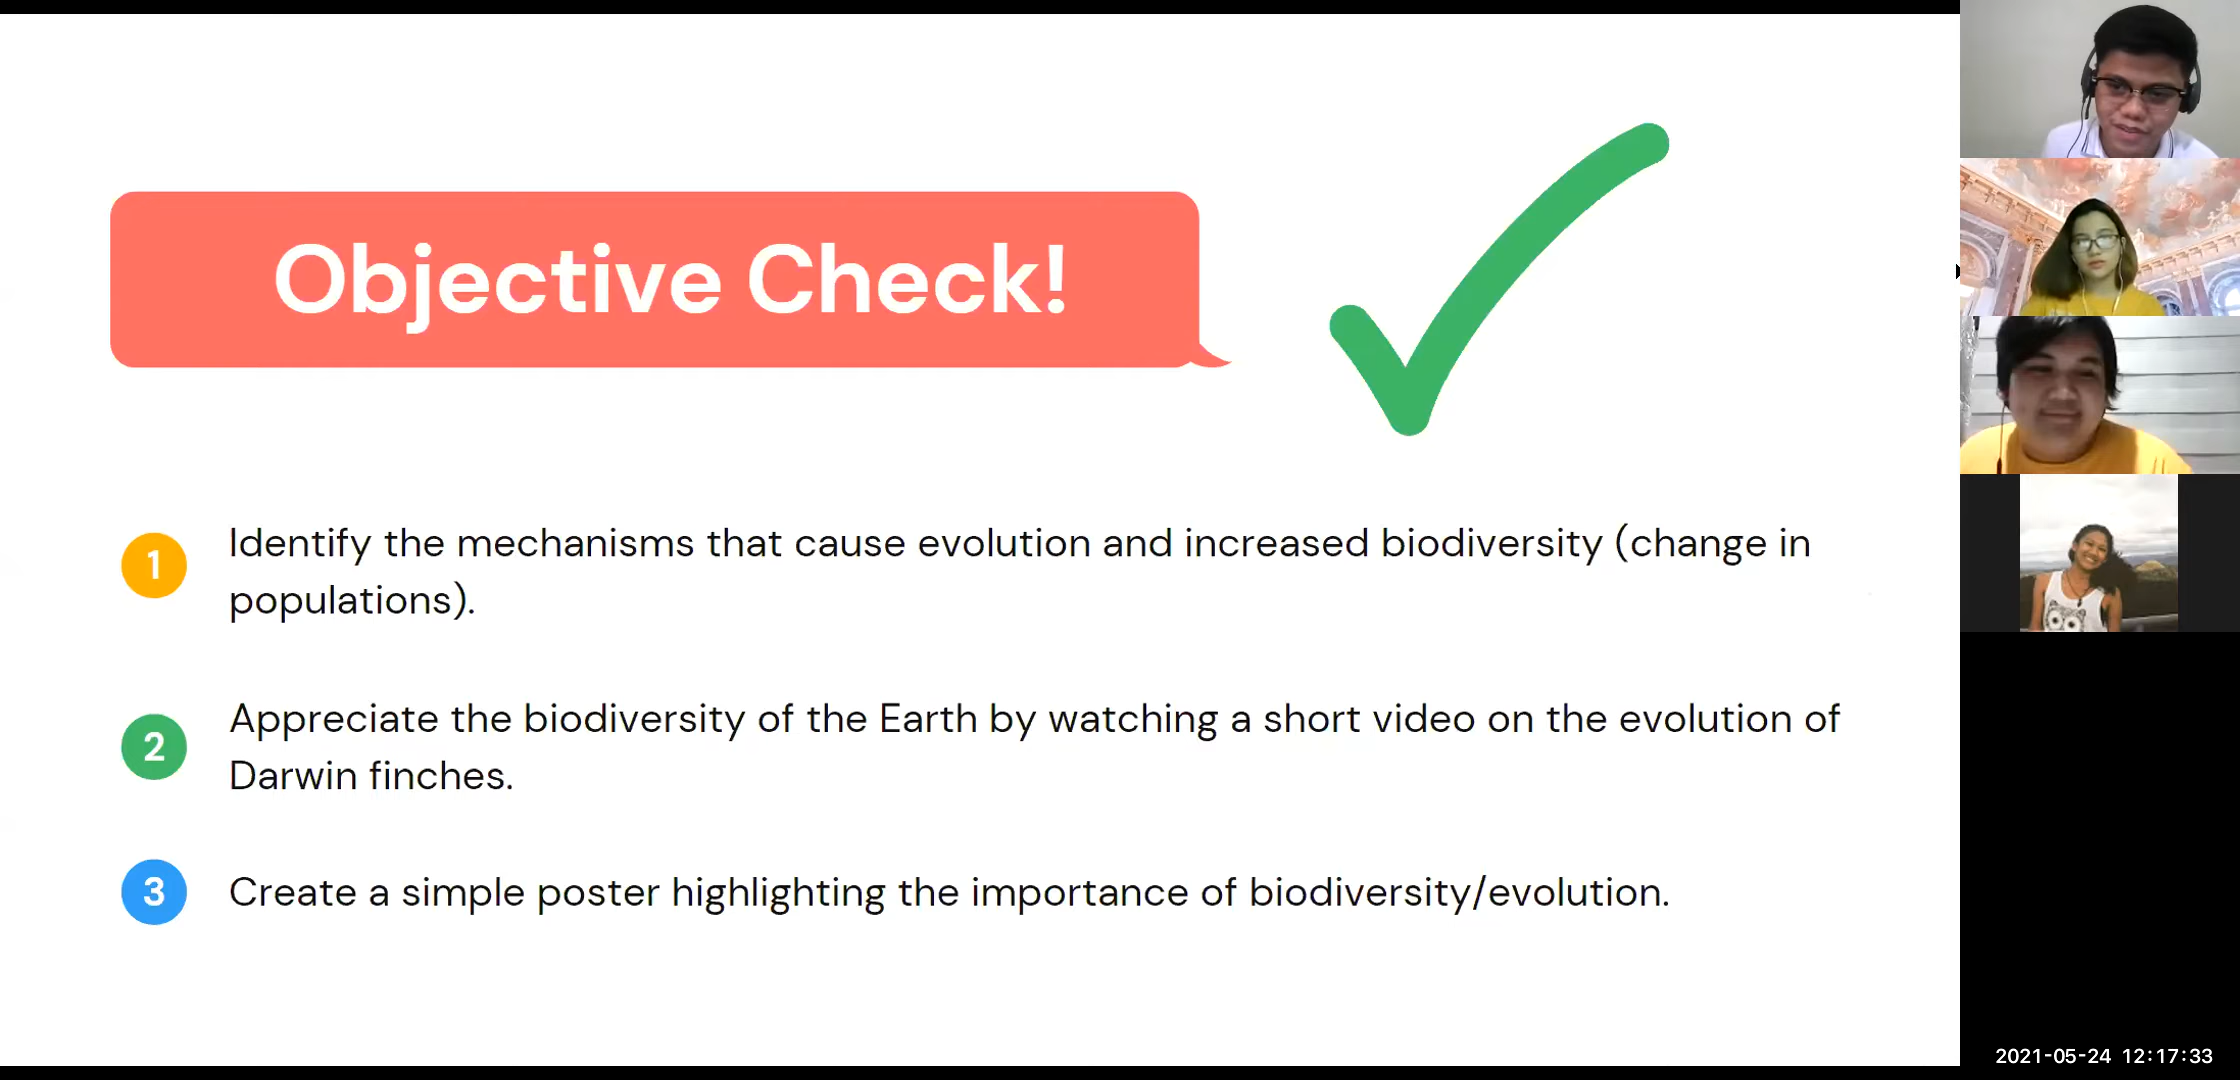 Objective Check!
1
Identify the mechanisms that cause evolution and increased biodiversity (change in
populations).
2
Appreciate the biodiversity of the Earth by watching a short video on the evolution of
Darwin finches.
3
Create a simple poster highlighting the importance of biodiversity/evolution.
2021-05-24 12:17:33